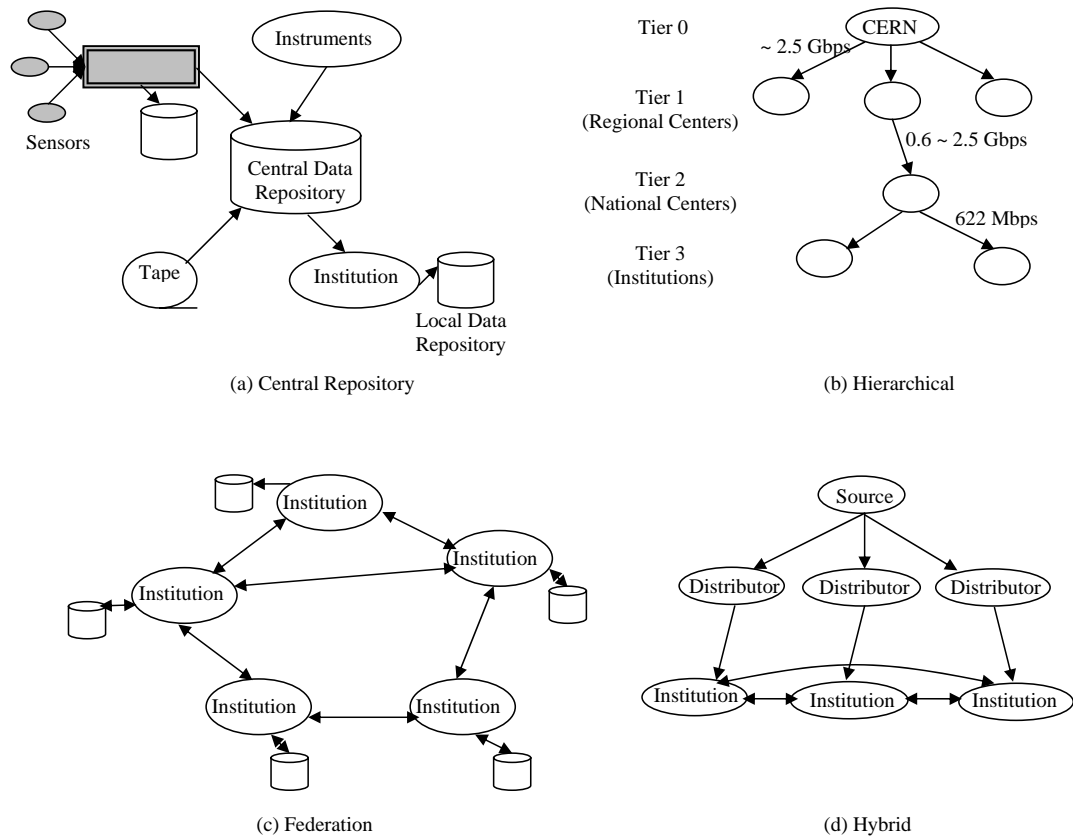 Instruments
Sensors
Central Data
Repository
Tape
Institution
Local Data
Repository
(a) Central Repository
Tier 0
CERN
~ 2.5 Gbps
Tier 1
(Regional Centers)
0.6 ~ 2.5 Gbps
Tier 2
(National Centers)
622 Mbps
Tier 3
(Institutions)
(b) Hierarchical
Institution
Institution
Institution
Institution
Institution
(c) Federation
Source
Distributor
Distributor
Distributor
Institution
Institution
Institution
(d) Hybrid